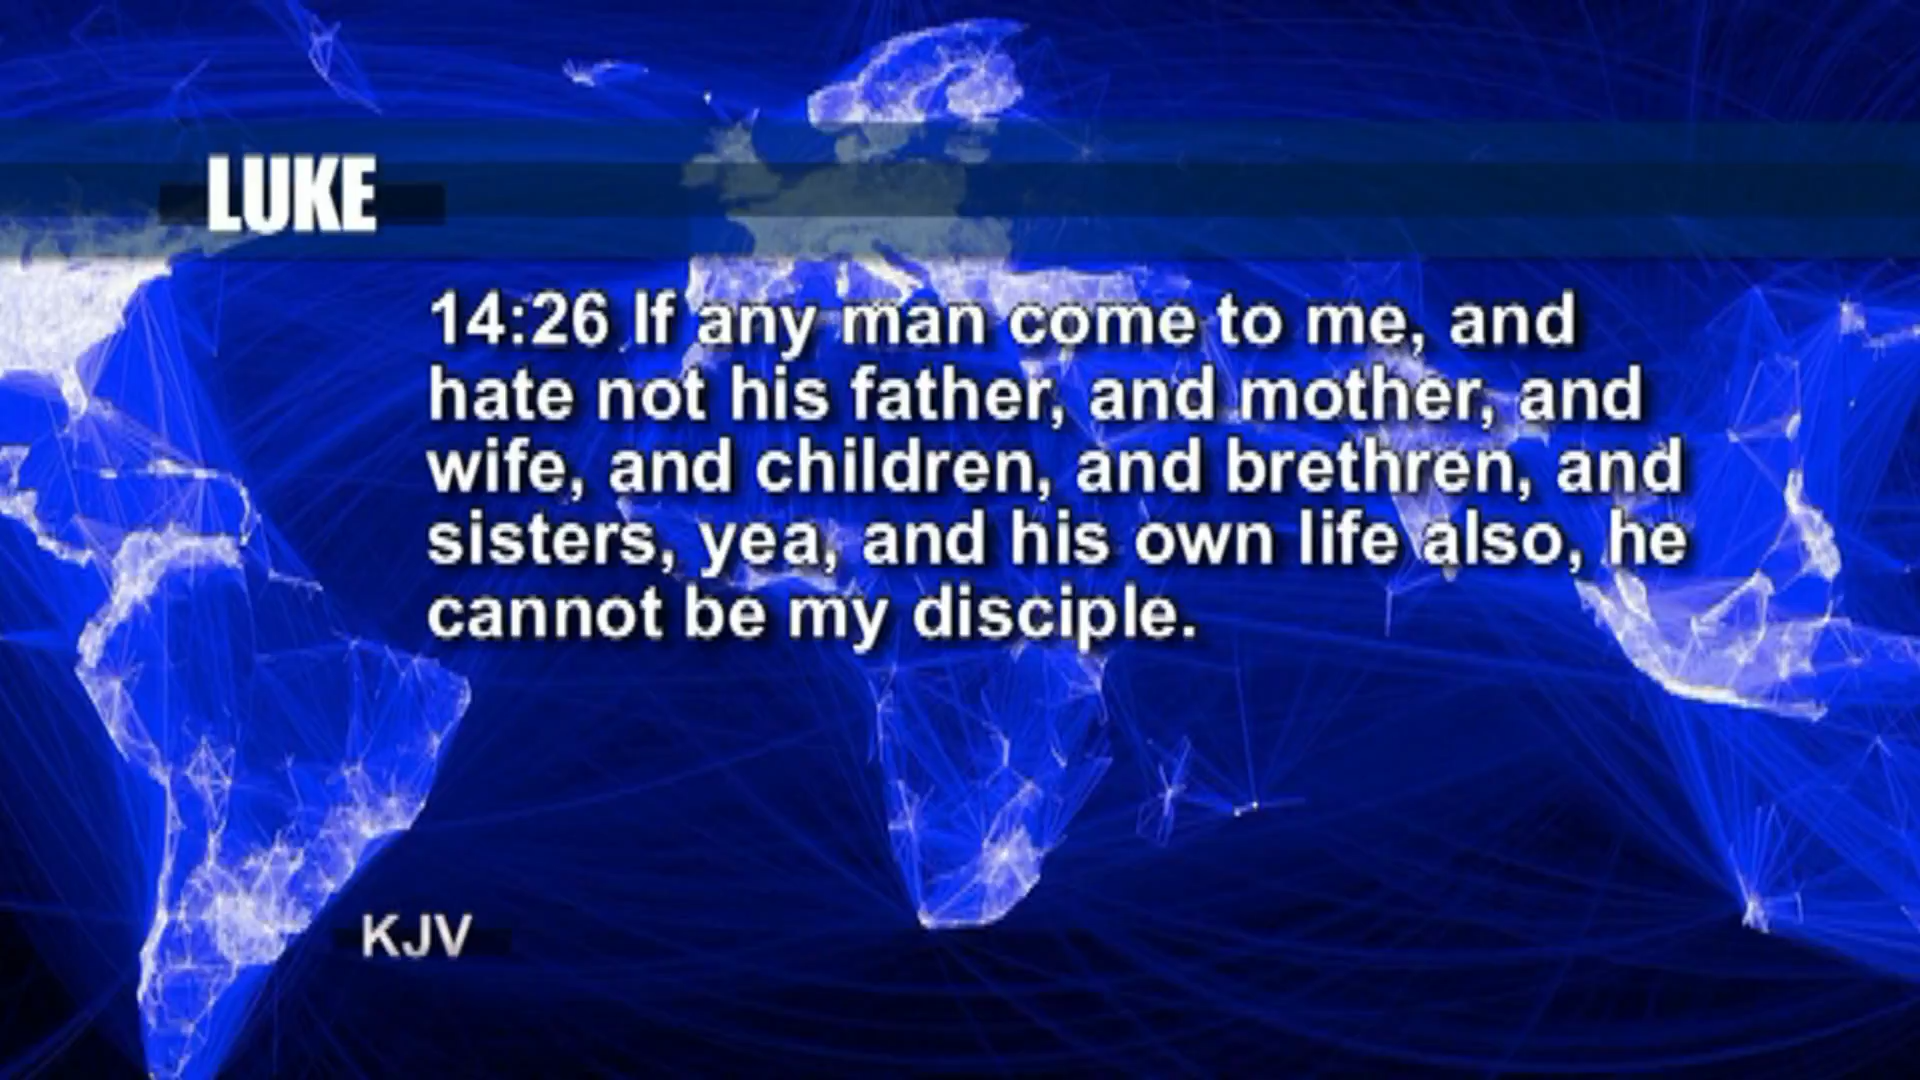 LUKE
14:26 If any man come to me, and
hate not his father, and mother, and
wife, and children, and brethren, and
sisters, yea, and his own life also, he
cannot be my disciple.
KJV